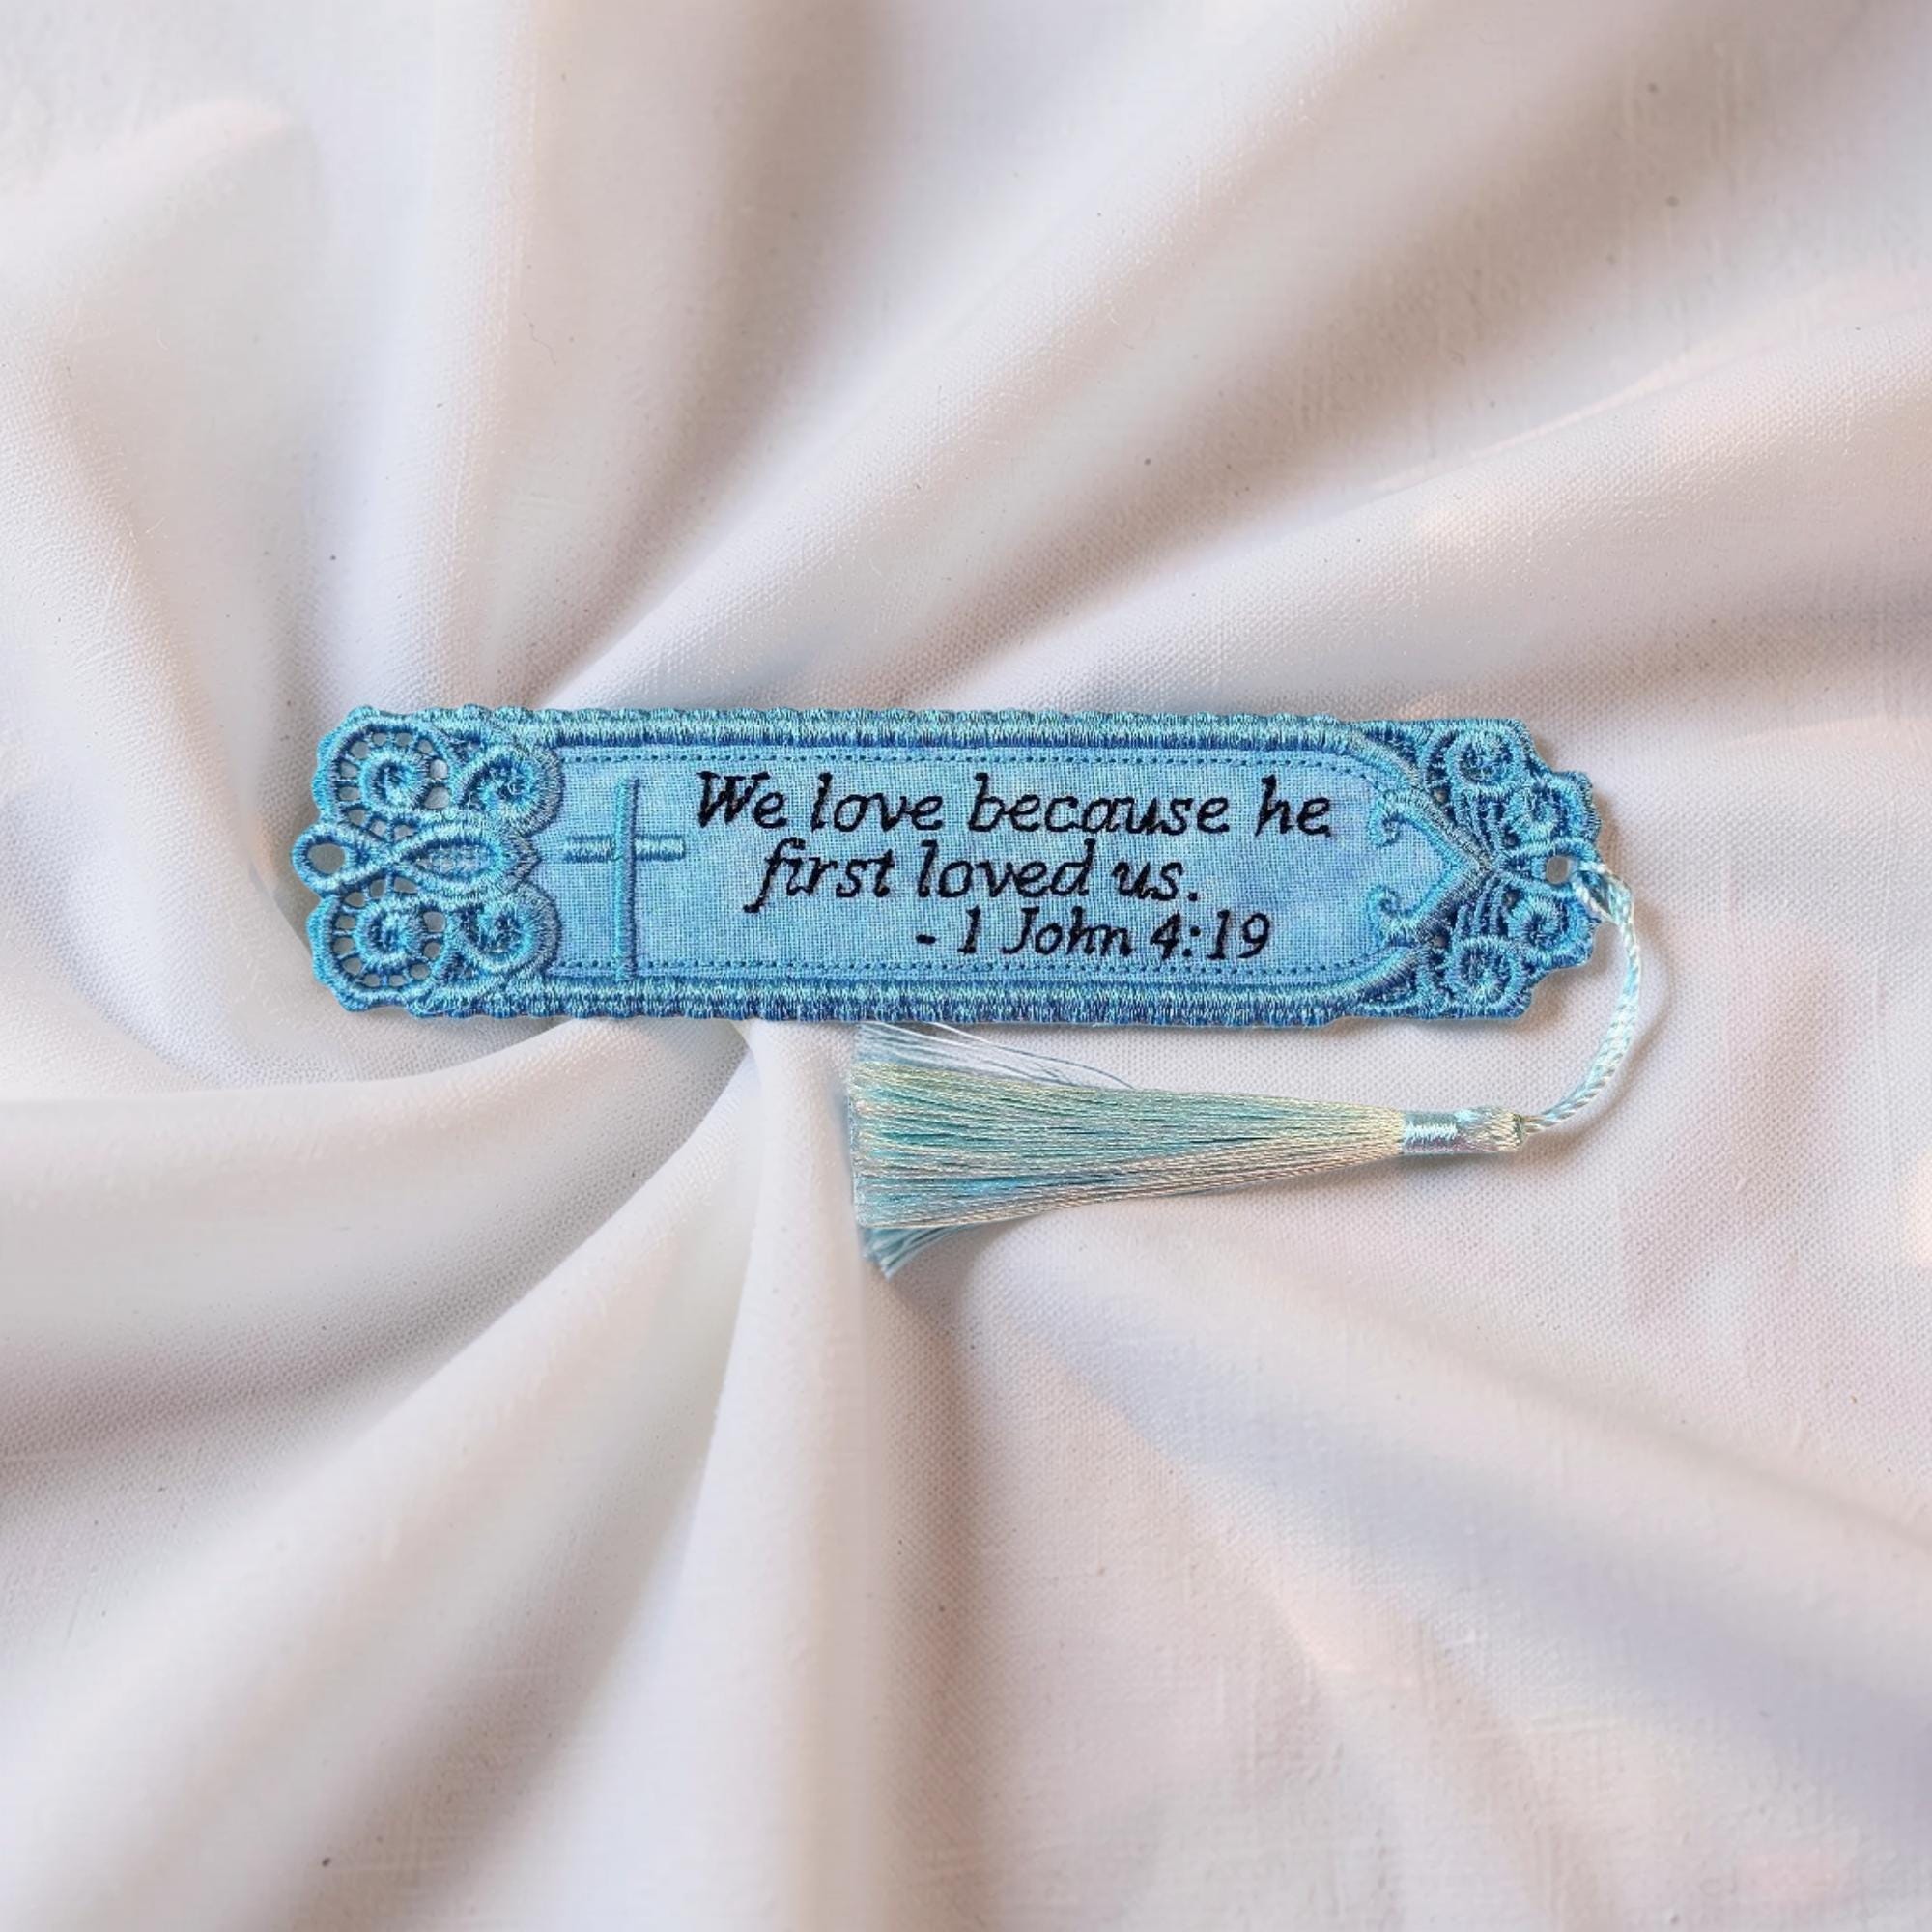 We love because he
first loved us.
- 1 John 4:19